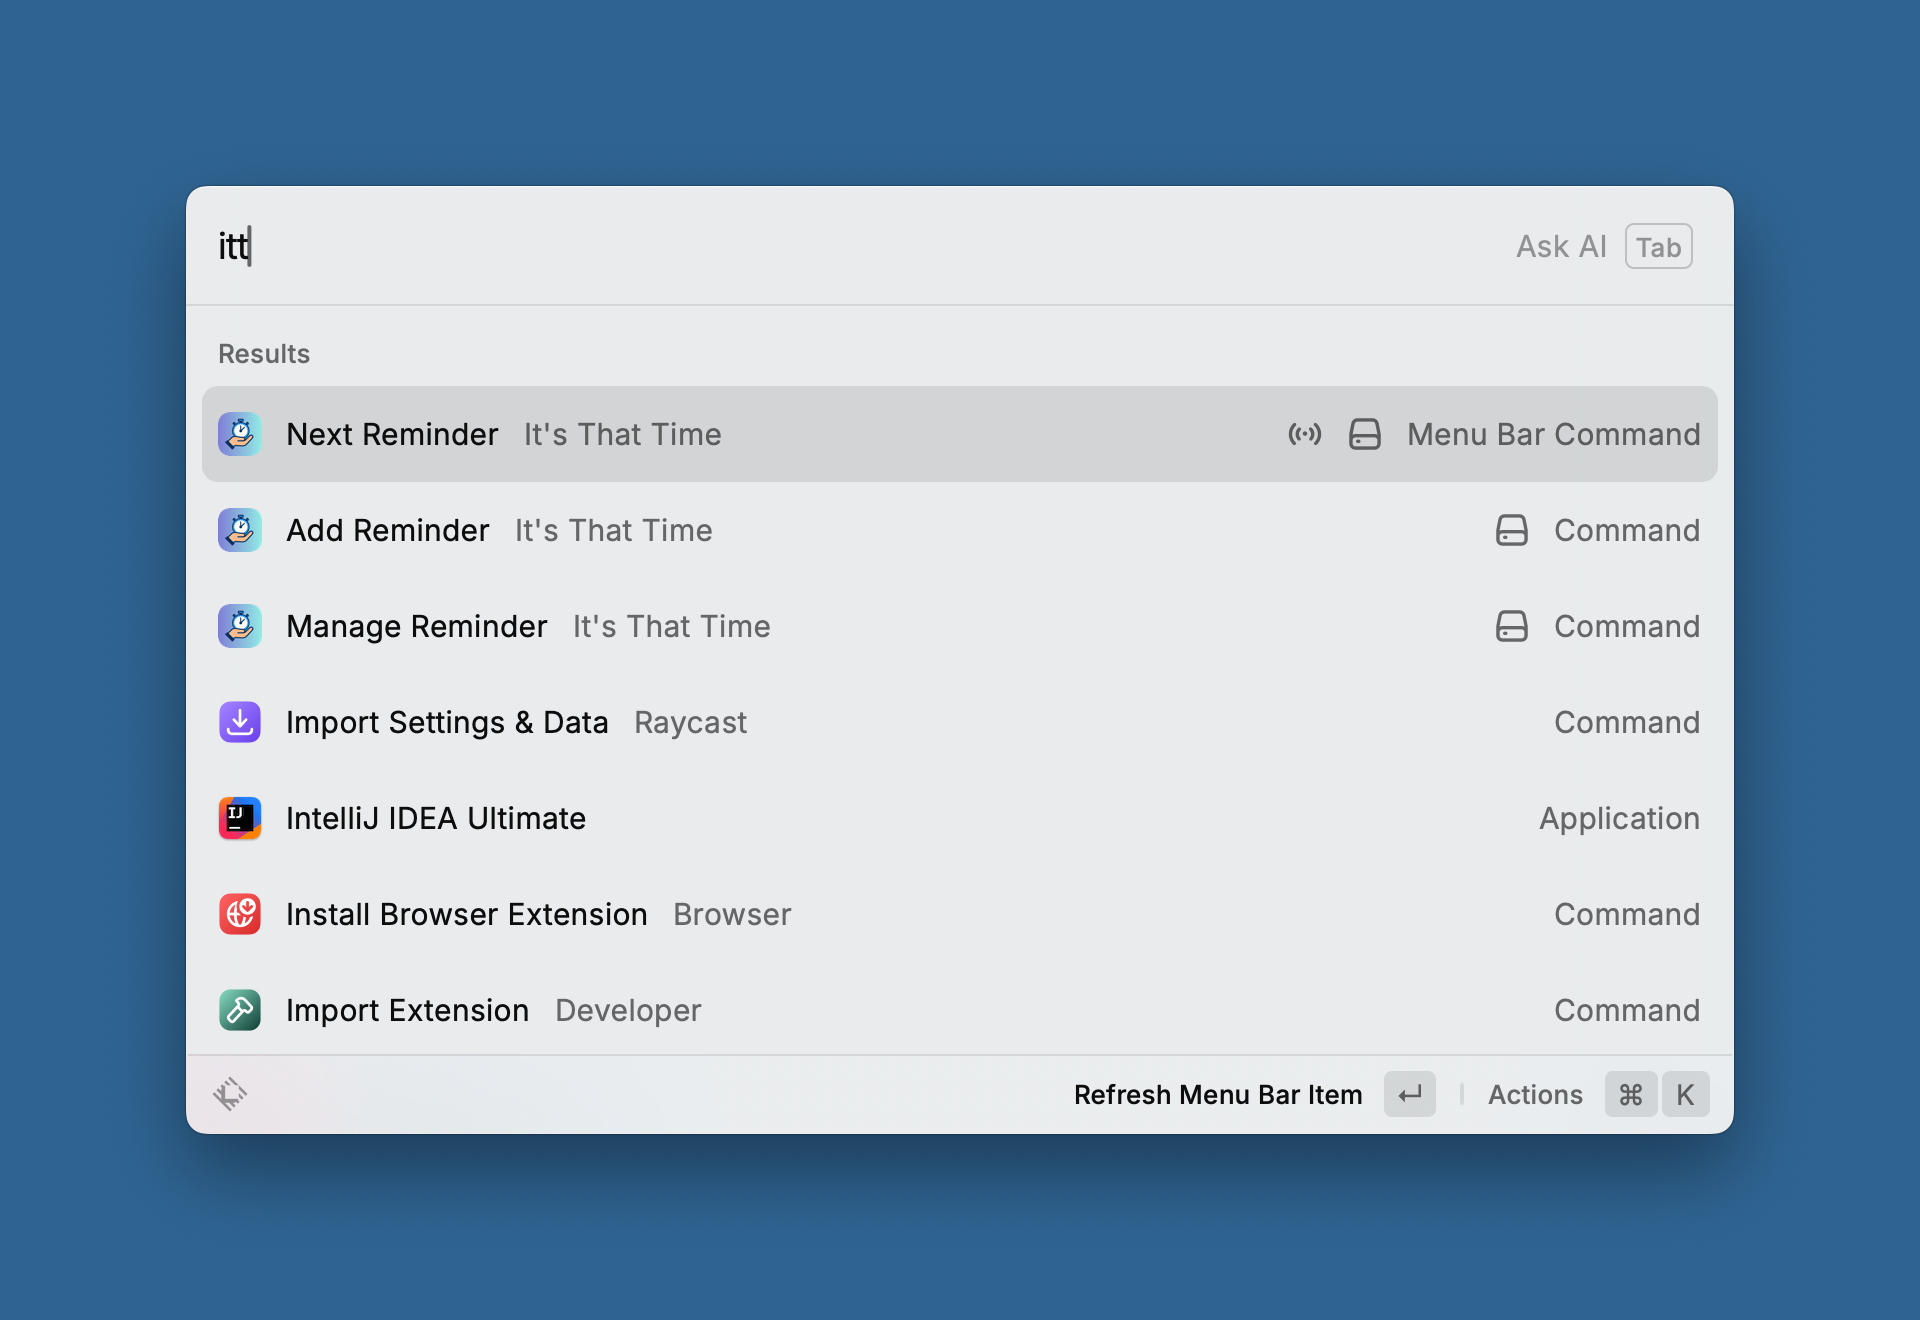 itt
Ask AI Tab
Results
Next Reminder It's That Time Menu Bar Command
Add Reminder It's That Time Command
Manage Reminder It's That Time Command
Import Settings & Data Raycast Command
IJ IntelliJ IDEA Ultimate Application
Install Browser Extension Browser Command
Import Extension Developer Command
Refresh Menu Bar Item ↵ Actions ⌘ K